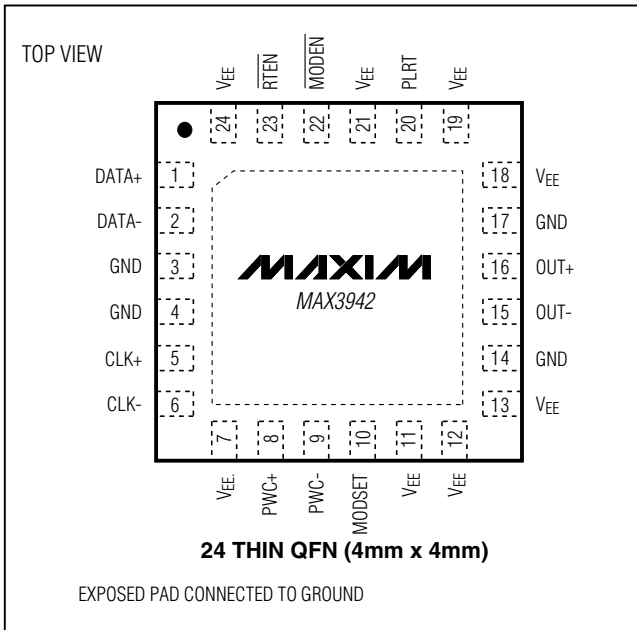 TOP VIEW
VEE
RTEN
MODEN
VEE
PLRT
VEE
24
23
22
21
20
19
DATA+ 1
18 VEE
DATA- 2
17 GND
GND 3
16 OUT+
MAXIM
MAX3942
GND 4
15 OUT-
CLK+ 5
14 GND
CLK- 6
13 VEE
7
8
9
10
11
12
VEE.
PWC+
PWC-
MODSET
VEE
VEE
24 THIN QFN (4mm x 4mm)
EXPOSED PAD CONNECTED TO GROUND